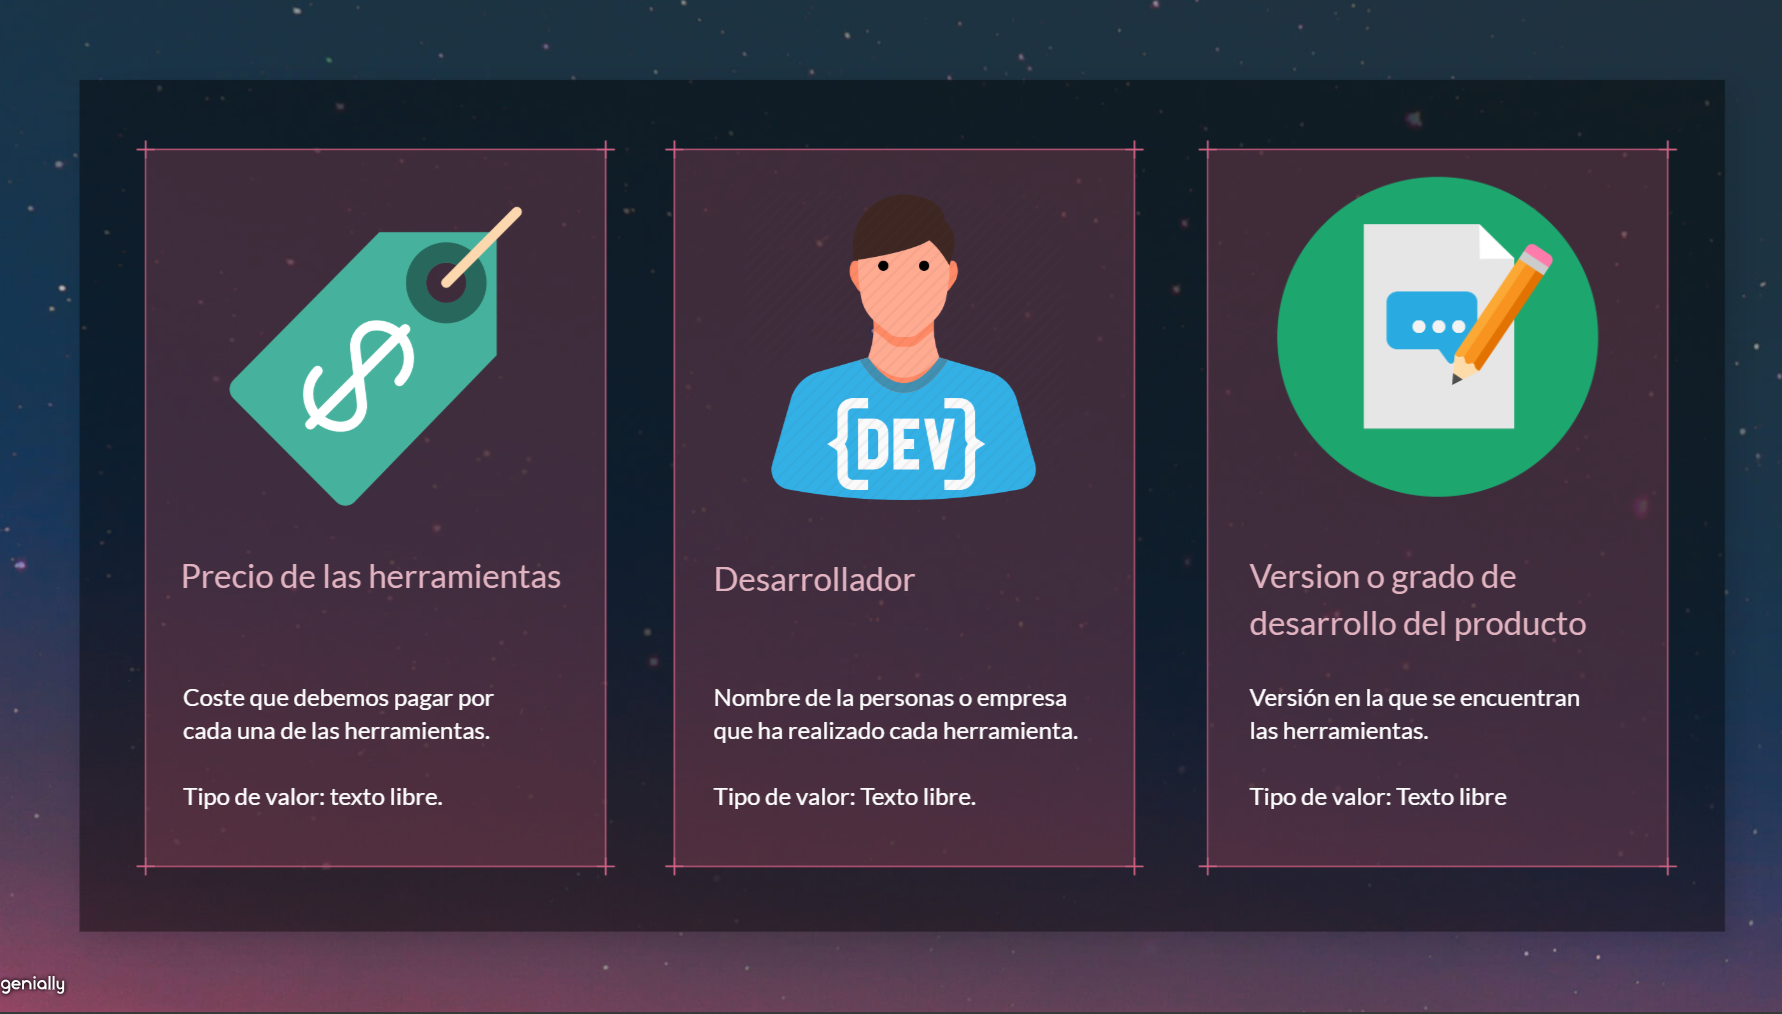 DEV
Precio de las herramientas
Coste que debemos pagar por
cada una de las herramientas.
Tipo de valor: texto libre.
Desarrollador
Nombre de la personas o empresa
que ha realizado cada herramienta.
Tipo de valor: Texto libre.
Version o grado de
desarrollo del producto
Versión en la que se encuentran
las herramientas.
Tipo de valor: Texto libre
genially